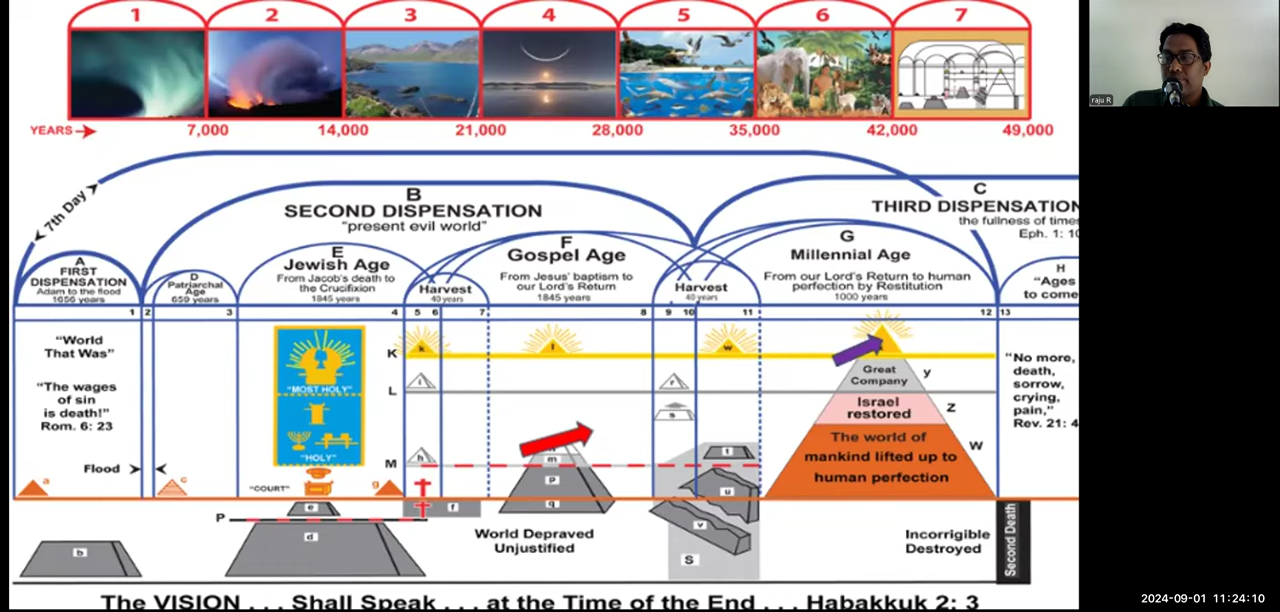 1 2 3 4 5 6 7
YEARS 7,000 14,000 21,000 28,000 35,000 42,000 49,000
raju R
7th Day
B
SECOND DISPENSATION
"present evil world"
C
THIRD DISPENSATION
the fullness of times
Eph. 1: 10
A
FIRST
DISPENSATION
Adam to the flood
1656 years
D
Patriarchal
Age
659 years
E
Jewish Age
From Jacob's death to
the Crucifixion
1845 years
Harvest
40 years
F
Gospel Age
From Jesus' baptism to
our Lord's Return
1845 years
Harvest
40 years
G
Millennial Age
From our Lord's Return to human
perfection by Restitution
1000 years
H
"Ages
to come
1 2 3 4 5 6 7 8 9 10 11 12 13
"World
That Was"
"The wages
of sin
is death!"
Rom. 6: 23
Flood
a
b
c
"MOST HOLY"
"HOLY"
"COURT"
g
e
P
d
K
L
M
k
i
h
f
l
n
m
p
q
World Depraved
Unjustified
w
r
s
t
u
v
S
Great
Company
y
Israel
restored
Z
The world of
mankind lifted up to
human perfection
W
Incorrigible
Destroyed
"No more,
death,
sorrow,
crying,
pain,"
Rev. 21: 4
Second Death
The VISION . . . Shall Speak . . . at the Time of the End . . . Habakkuk 2: 3
2024-09-01 11:24:10